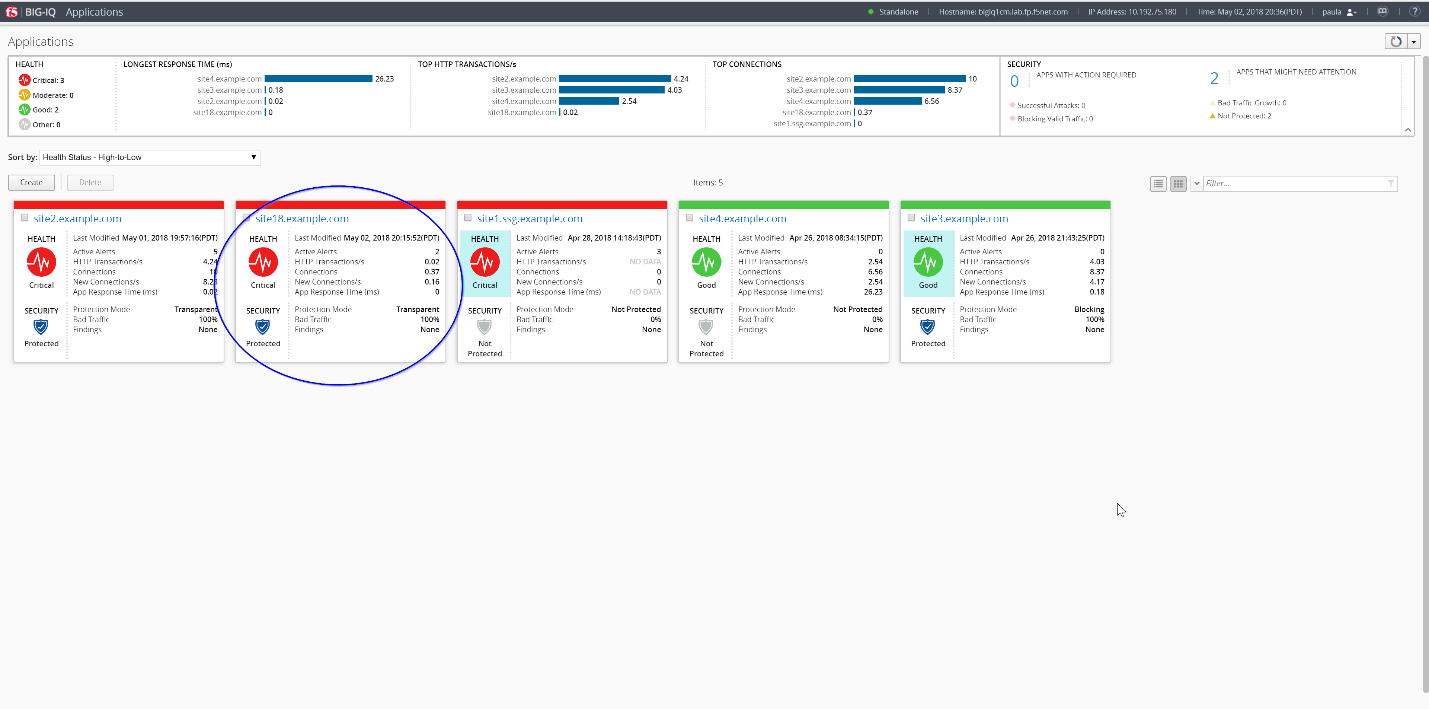 f5 BIG-IQ Applications Standalone Hostname: bigiq1cm.lab.fp.f5net.com IP Address: 10.192.75.180 Time: May 02, 2018 20:36(PDT) paula ?
Applications
HEALTH
Critical: 3
Moderate: 0
Good: 2
Other: 0
LONGEST RESPONSE TIME (ms)
site4.example.com 26.23
site3.example.com 0.18
site2.example.com 0.02
site18.example.com 0
TOP HTTP TRANSACTIONS/s
site2.example.com 4.24
site3.example.com 4.03
site4.example.com 2.54
site18.example.com 0.02
TOP CONNECTIONS
site2.example.com 10
site3.example.com 8.37
site4.example.com 6.56
site18.example.com 0.37
site1.ssg.example.com 0
SECURITY
0 APPS WITH ACTION REQUIRED
Successful Attacks: 0
Blocking Valid Traffic: 0
2 APPS THAT MIGHT NEED ATTENTION
Bad Traffic Growth: 0
Not Protected: 2
Sort by: Health Status - High-to-Low
Create Delete Items: 5 Filter...
site2.example.com
HEALTH
Critical
Last Modified May 01, 2018 19:57:16(PDT)
Active Alerts 5
HTTP Transactions/s 4.24
Connections 10
New Connections/s
App Response Time (ms) 0.02
SECURITY
Protected
Protection Mode Transparent
Bad Traffic 100%
Findings None
site18.example.com
HEALTH
Critical
Last Modified May 02, 2018 20:15:52(PDT)
Active Alerts 2
HTTP Transactions/s 0.02
Connections 0.37
New Connections/s 0.16
App Response Time (ms) 0
SECURITY
Protected
Protection Mode Transparent
Bad Traffic 100%
Findings None
site1.ssg.example.com
HEALTH
Critical
Last Modified Apr 28, 2018 14:18:43(PDT)
Active Alerts 3
HTTP Transactions/s NO DATA
Connections 0
New Connections/s 0
App Response Time (ms) NO DATA
SECURITY
Not
Protected
Protection Mode Not Protected
Bad Traffic 0%
Findings None
site4.example.com
HEALTH
Good
Last Modified Apr 26, 2018 08:34:15(PDT)
Active Alerts 0
HTTP Transactions/s 2.54
Connections 6.56
New Connections/s 2.54
App Response Time (ms) 26.23
SECURITY
Not
Protected
Protection Mode Not Protected
Bad Traffic 0%
Findings None
site3.example.com
HEALTH
Good
Last Modified Apr 26, 2018 21:43:25(PDT)
Active Alerts 0
HTTP Transactions/s 4.03
Connections 8.37
New Connections/s 4.17
App Response Time (ms) 0.18
SECURITY
Protected
Protection Mode Blocking
Bad Traffic 100%
Findings None